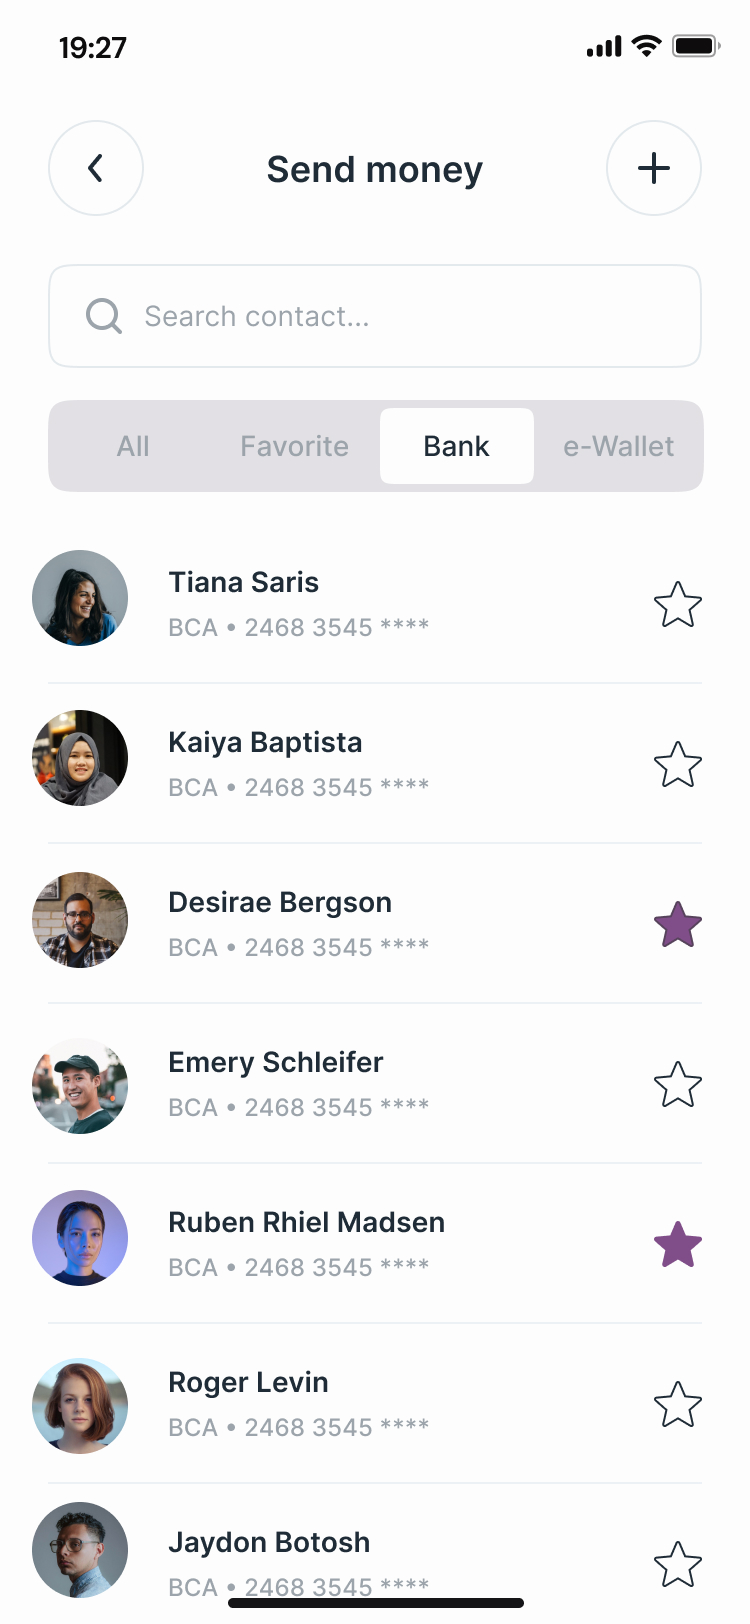 19:27
Send money
Search contact...
All Favorite Bank e-Wallet
Tiana Saris
BCA • 2468 3545 ****
Kaiya Baptista
BCA • 2468 3545 ****
Desirae Bergson
BCA • 2468 3545 ****
Emery Schleifer
BCA • 2468 3545 ****
Ruben Rhiel Madsen
BCA • 2468 3545 ****
Roger Levin
BCA • 2468 3545 ****
Jaydon Botosh
BCA • 2468 3545 ****